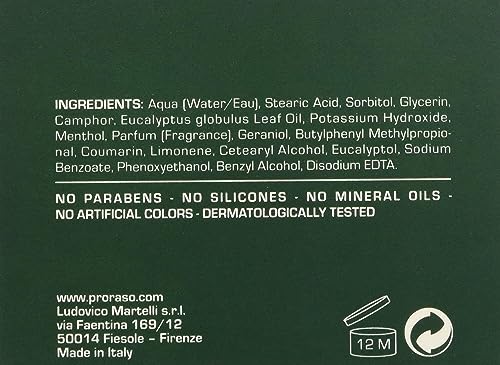 INGREDIENTS: Aqua (Water/Eau), Stearic Acid, Sorbitol, Glycerin,
Camphor, Eucalyptus globulus Leaf Oil, Potassium Hydroxide,
Menthol, Parfum (Fragrance), Geraniol, Butylphenyl Methylpropio-
nal, Coumarin, Limonene, Cetearyl Alcohol, Eucalyptol, Sodium
Benzoate, Phenoxyethanol, Benzyl Alcohol, Disodium EDTA.
NO PARABENS - NO SILICONES - NO MINERAL OILS -
NO ARTIFICIAL COLORS - DERMATOLOGICALLY TESTED
www.proraso.com
Ludovico Martelli s.r.l.
via Faentina 169/12
50014 Fiesole – Firenze
Made in Italy
12 M